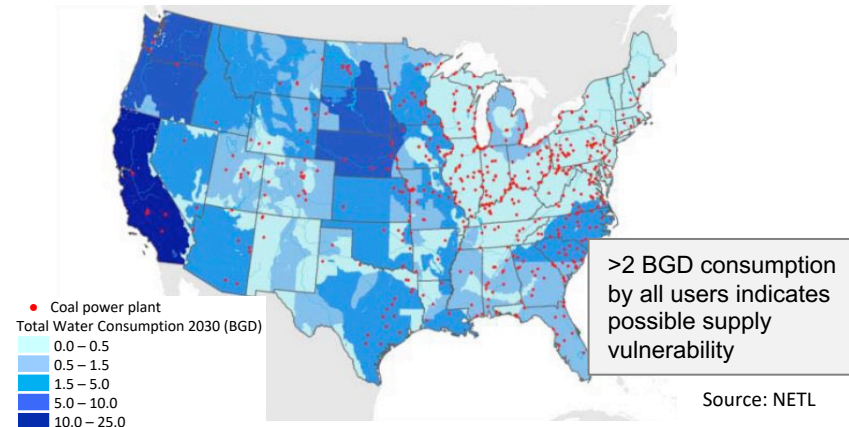 >2 BGD consumption
by all users indicates
possible supply
vulnerability
Coal power plant
Total Water Consumption 2030 (BGD)
0.0 – 0.5
0.5 – 1.5
1.5 – 5.0
5.0 – 10.0
10.0 – 25.0
Source: NETL